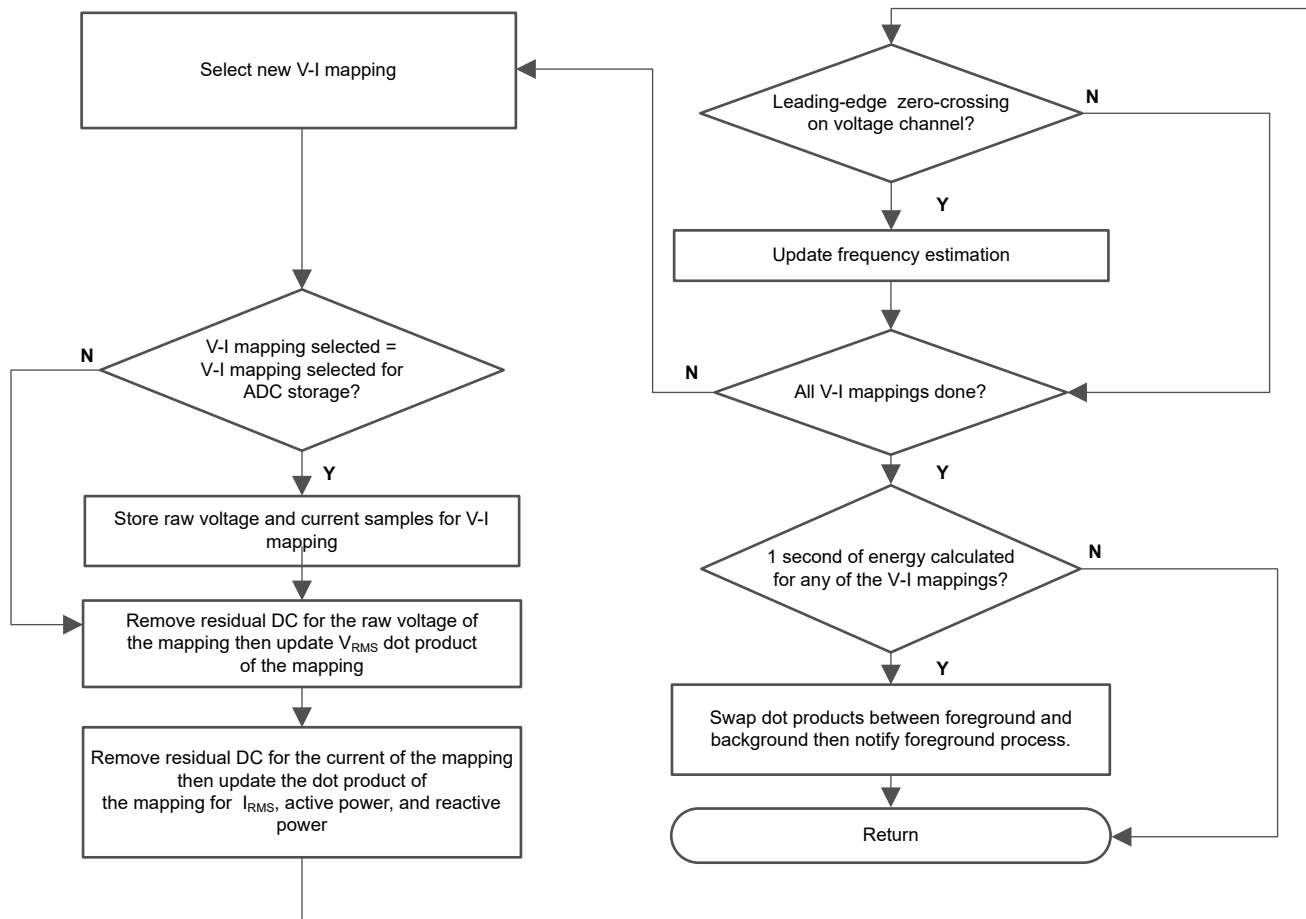 Select new V-I mapping
V-I mapping selected =
V-I mapping selected for
ADC storage?
N
Y
Store raw voltage and current samples for V-I
mapping
Remove residual DC for the raw voltage of
the mapping then update VRMS dot product
of the mapping
Remove residual DC for the current of the mapping
then update the dot product of
the mapping for IRMS, active power, and reactive
power
Leading-edge zero-crossing
on voltage channel?
N
Y
Update frequency estimation
All V-I mappings done?
N
Y
1 second of energy calculated
for any of the V-I mappings?
N
Y
Swap dot products between foreground and
background then notify foreground process.
Return